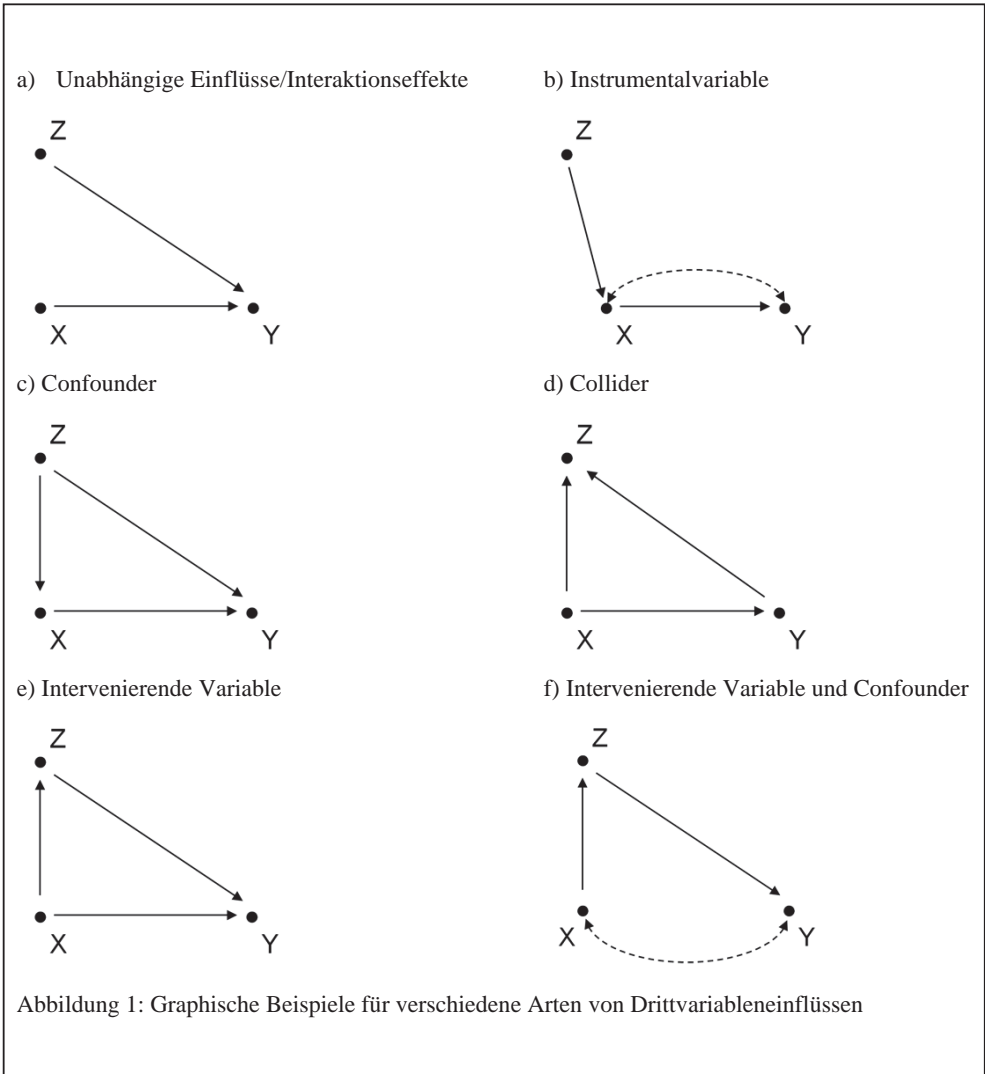 a) Unabhängige Einflüsse/Interaktionseffekte
Z
X
Y
b) Instrumentalvariable
Z
X
Y
c) Confounder
Z
X
Y
d) Collider
Z
X
Y
e) Intervenierende Variable
Z
X
Y
f) Intervenierende Variable und Confounder
Z
X
Y
Abbildung 1: Graphische Beispiele für verschiedene Arten von Drittvariableneinflüssen